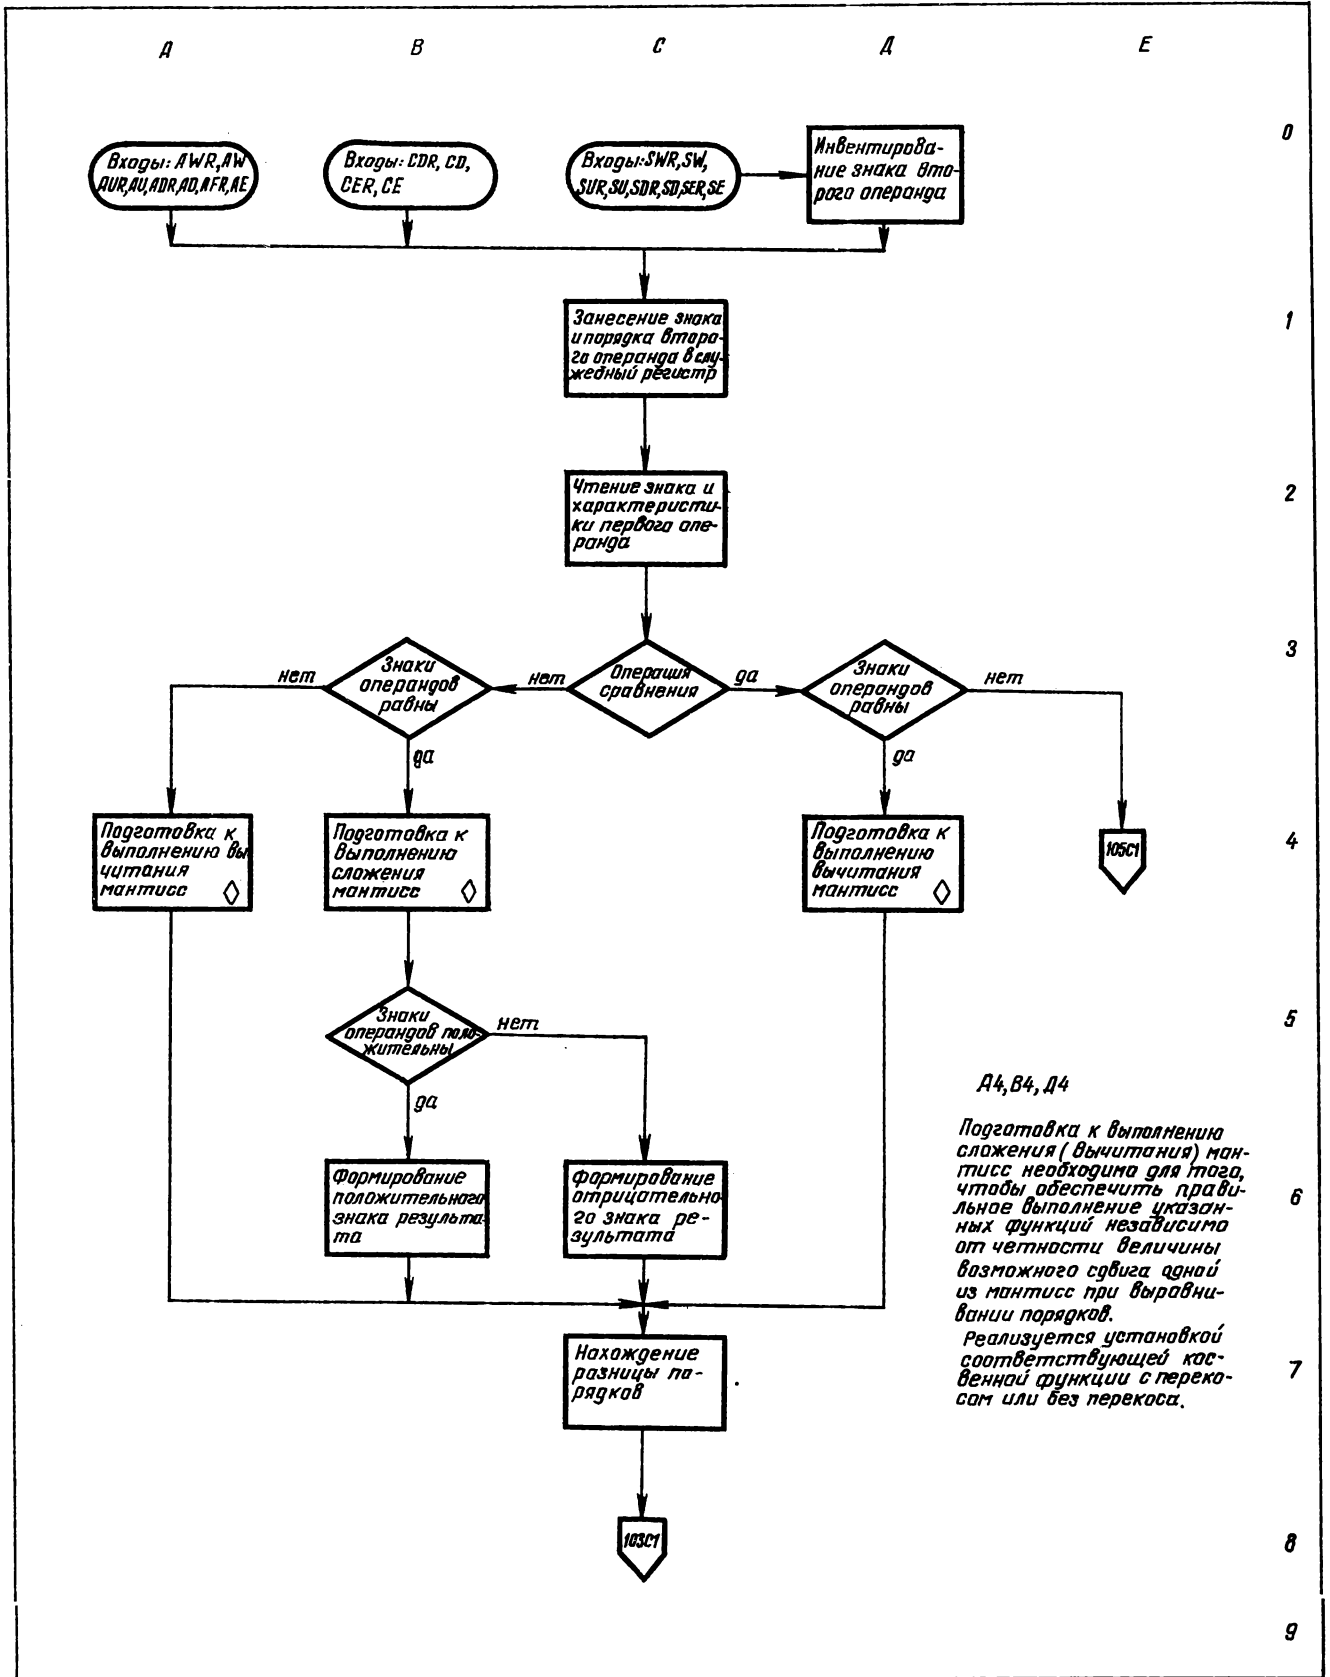 А В С Д Е
0
Входы: AWR, AW
AUR, AU, ADR, AD, AER, AE
Входы: CDR, CD,
CER, CE
Входы: SWR, SW,
SUR, SU, SDR, SD, SER, SE
Инвентирова-
ние знака вто-
рого операнда
1
Занесение знака
и порядка второ-
го операнда в слу-
жебный регистр
2
Чтение знака и
характеристи-
ки первого опе-
ранда
3
нет
Знаки
операндов
равны
нет
Операция
сравнения
да
Знаки
операндов
равны
нет
да
да
4
Подготовка к
выполнению вы
читания
мантисс
Подготовка к
выполнению
сложения
мантисс
Подготовка к
выполнению
вычитания
мантисс
105С1
5
Знаки
операндов поло-
жительны
нет
да
6
Формирование
положительного
знака результа-
та
Формирование
отрицательно-
го знака ре-
зультата
А4, В4, Д4
Подготовка к выполнению
сложения (вычитания) ман-
тисс необходима для того,
чтобы обеспечить прави-
льное выполнение указан-
ных функций независимо
от четности величины
возможного сдвига одной
из мантисс при выравни-
вании порядков.
Реализуется установкой
соответствующей кос-
венной функции с переко-
сом или без перекоса.
7
Нахождение
разницы по-
рядков
8
103С1
9